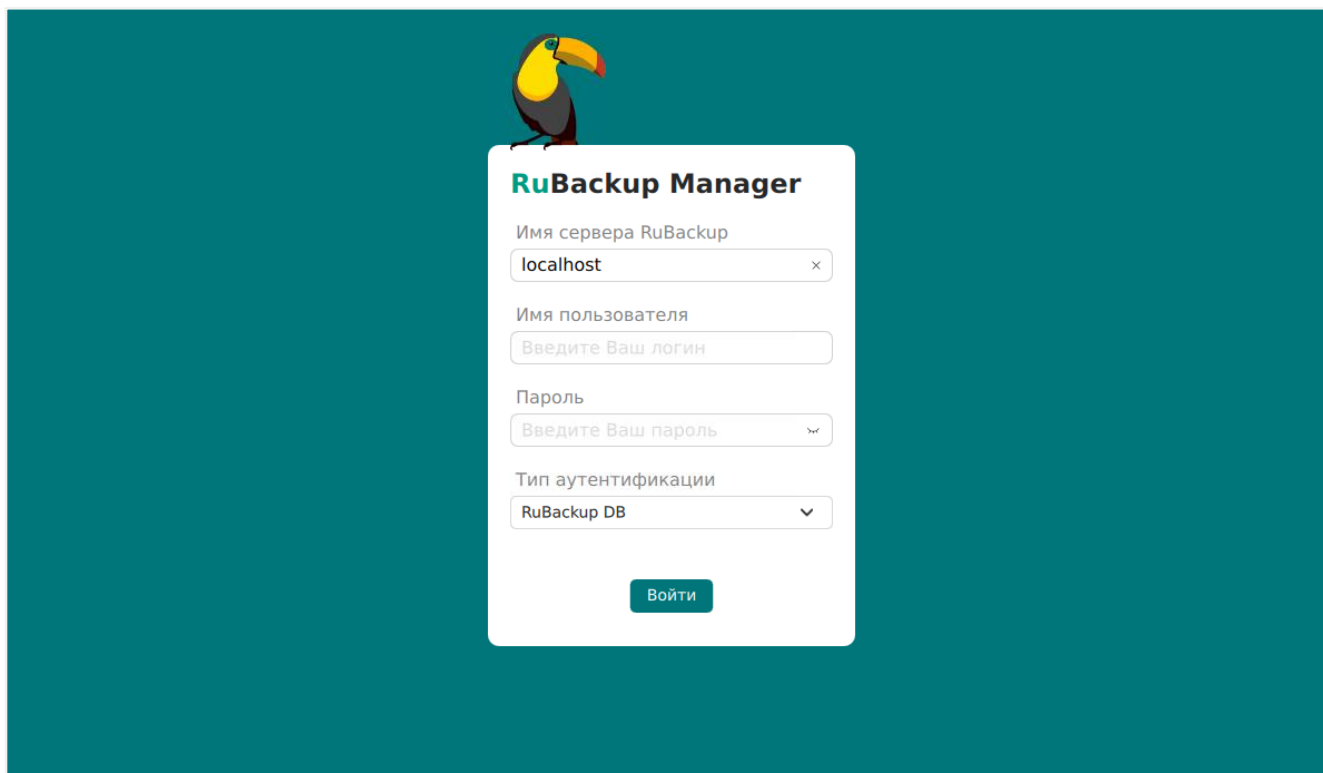 RuBackup Manager
Имя сервера RuBackup
localhost
Имя пользователя
Введите Ваш логин
Пароль
Введите Ваш пароль
Тип аутентификации
RuBackup DB
Войти